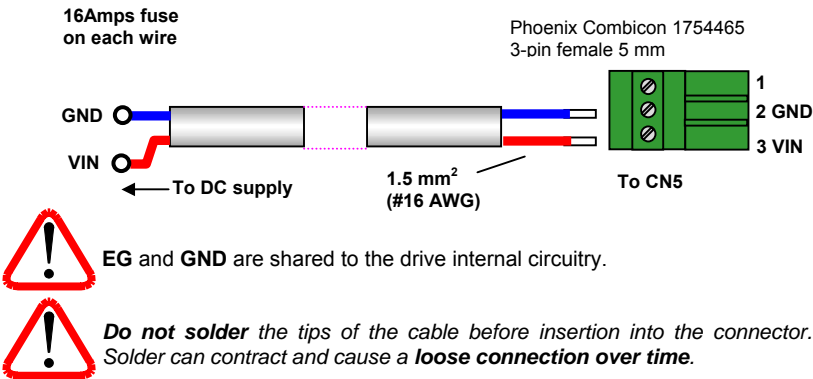 16Amps fuse
on each wire
Phoenix Combicon 1754465
3-pin female 5 mm
1
GND
2 GND
3 VIN
VIN
To DC supply
1.5 mm²
(#16 AWG)
To CN5
EG and GND are shared to the drive internal circuitry.
Do not solder the tips of the cable before insertion into the connector.
Solder can contract and cause a loose connection over time.